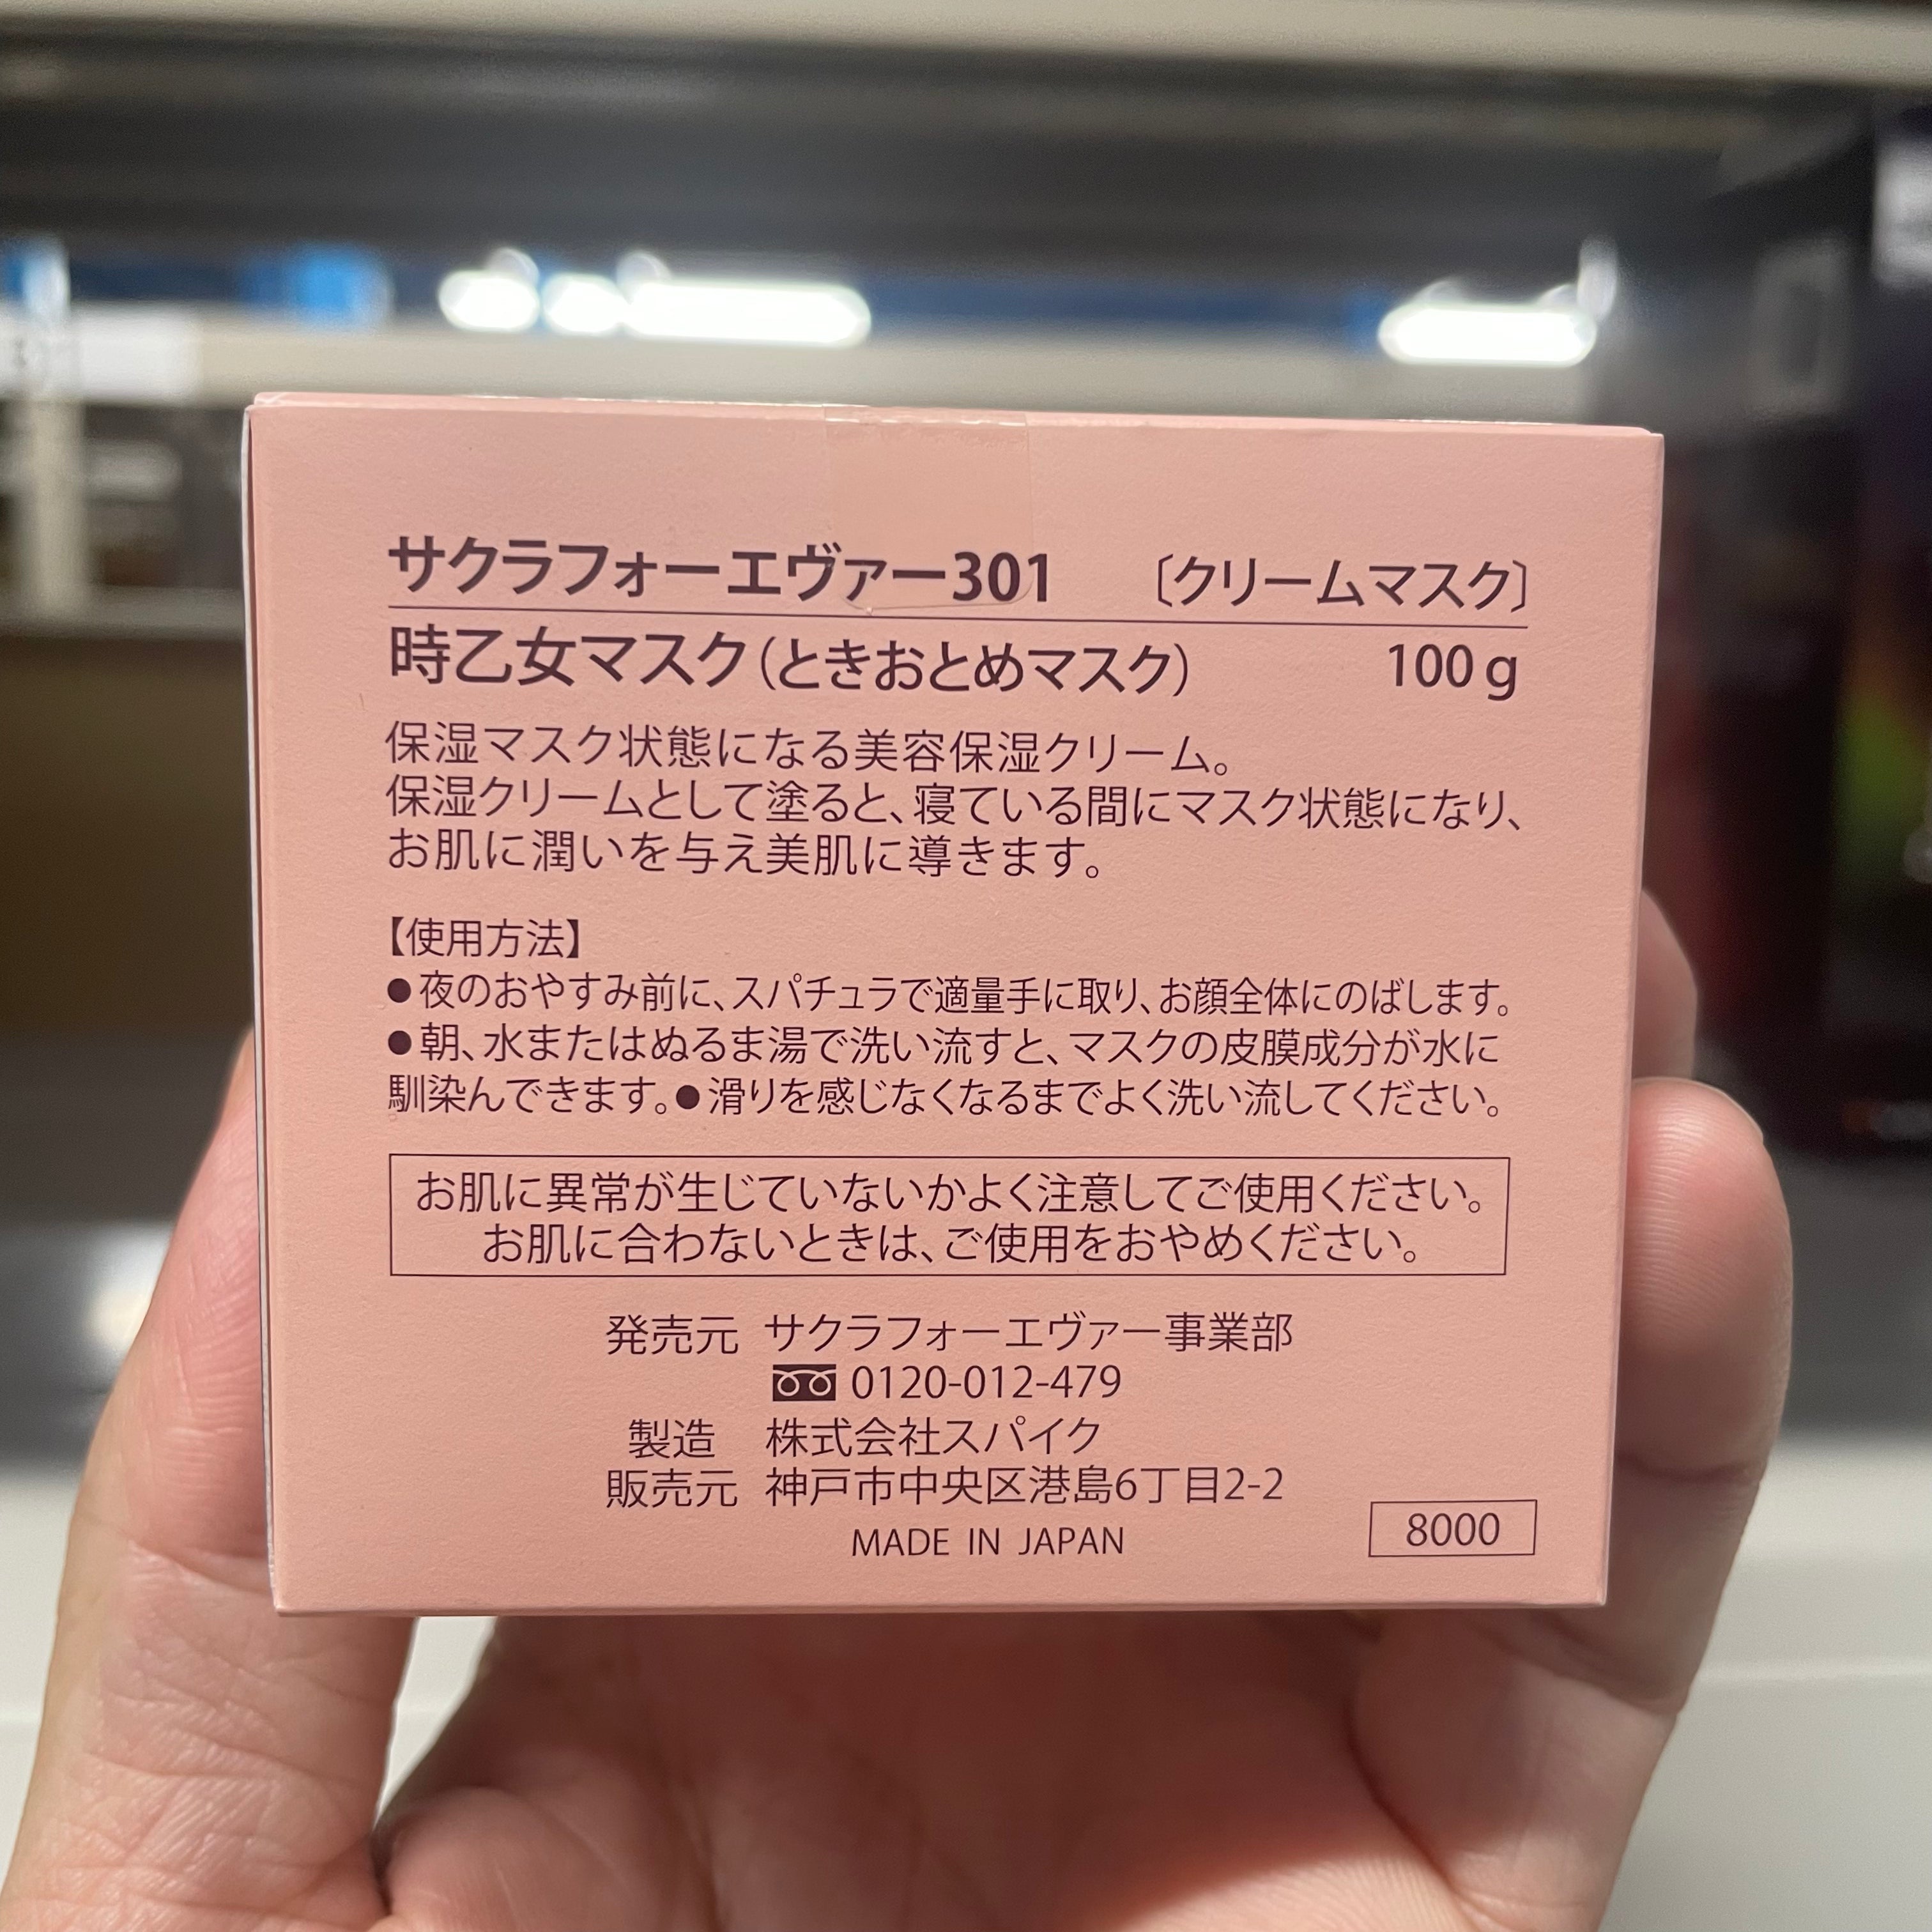 サクラフォーエヴァー301 〔クリームマスク〕
時乙女マスク(ときおとめマスク) 100g
保湿マスク状態になる美容保湿クリーム。
保湿クリームとして塗ると、寝ている間にマスク状態になり、
お肌に潤いを与え美肌に導きます。
【使用方法】
●夜のおやすみ前に、スパチュラで適量手に取り、お顔全体にのばします。
●朝、水またはぬるま湯で洗い流すと、マスクの皮膜成分が水に
馴染んできます。●滑りを感じなくなるまでよく洗い流してください。
お肌に異常が生じていないかよく注意してご使用ください。
お肌に合わないときは、ご使用をおやめください。
発売元 サクラフォーエヴァー事業部
0120-012-479
製造 株式会社スパイク
販売元 神戸市中央区港島6丁目2-2
MADE IN JAPAN
8000